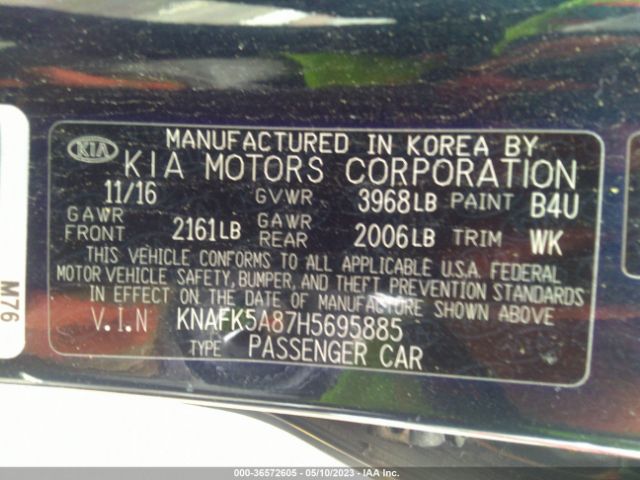 KIA
MANUFACTURED IN KOREA BY
KIA MOTORS CORPORATION
11/16 GVWR 3968LB PAINT B4U
GAWR FRONT 2161LB GAWR REAR 2006LB TRIM WK
THIS VEHICLE CONFORMS TO ALL APPLICABLE U.S.A. FEDERAL
MOTOR VEHICLE SAFETY, BUMPER, AND THEFT PREVENTION STANDARDS
IN EFFECT ON THE DATE OF MANUFACTURE SHOWN ABOVE
V.I.N KNAFK5A87H5695885
TYPE PASSENGER CAR
M76
000-36572605 - 05/10/2023 - IAA Inc.